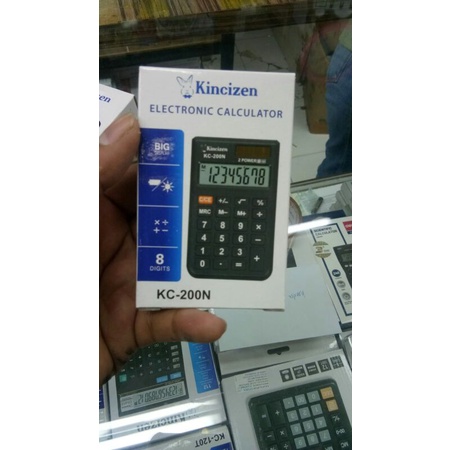 Kincizen
ELECTRONIC CALCULATOR
BIG
8
DIGITS
KC-200N
Kincizen
KC-200N
2 POWER
12345678
C/CE +/- √ %
MRC M- M+ ÷
7 8 9 ×
4 5 6 -
1 2 3 +
0 . =
Kincizen
KC-120T